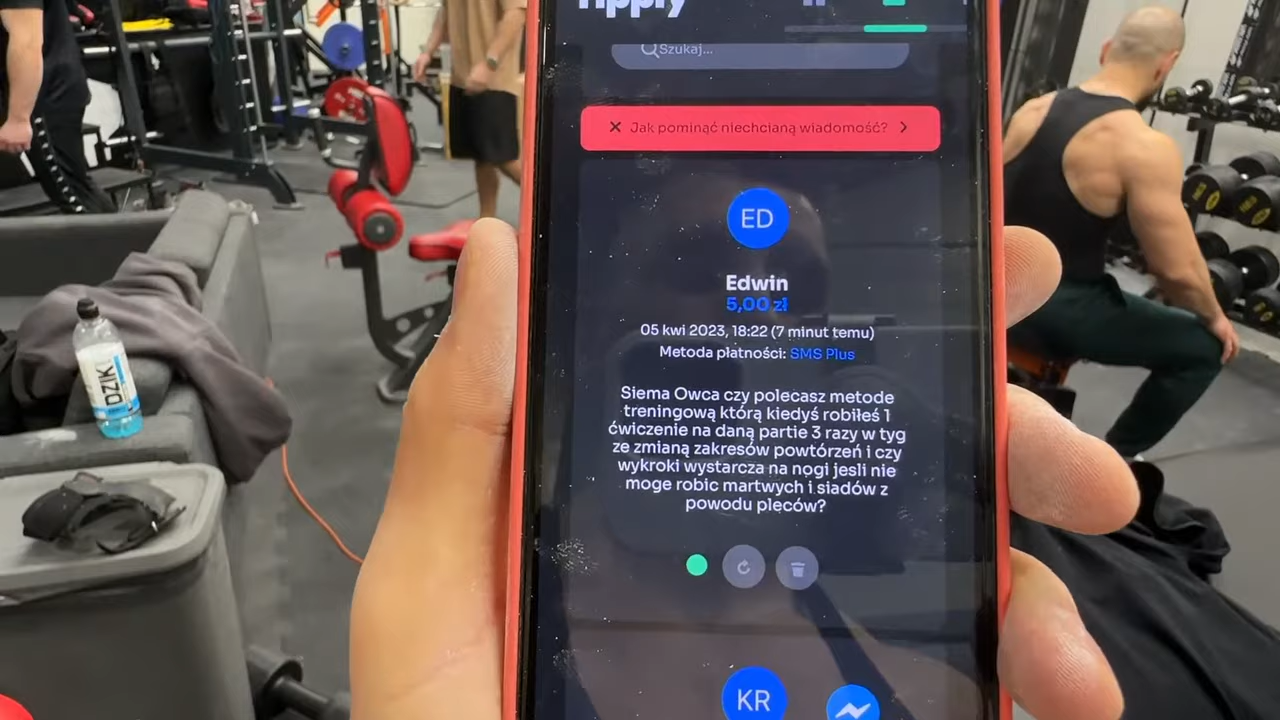 Tipply
Szukaj...
Jak pominąć niechcianą wiadomość?
ED
Edwin
5,00 zł
05 kwi 2023, 18:22 (7 minut temu)
Metoda płatności: SMS Plus
Siema Owca czy polecasz metode
treningową którą kiedyś robiłeś 1
ćwiczenie na daną partie 3 razy w tyg
ze zmianą zakresów powtórzeń i czy
wykroki wystarcza na nogi jesli nie
moge robic martwych i siadów z
powodu pleców?
KR
DZIK